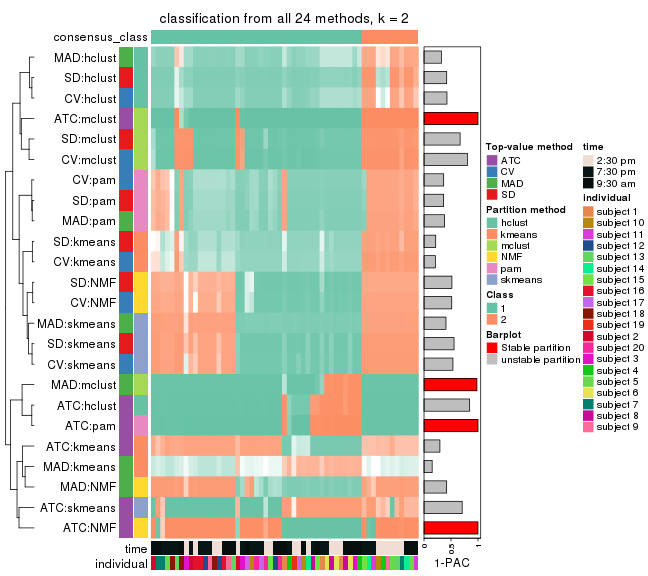 classification from all 24 methods, k = 2
consensus_class
MAD:hclust
SD:hclust
CV:hclust
ATC:mclust
SD:mclust
CV:mclust
CV:pam
SD:pam
MAD:pam
SD:kmeans
CV:kmeans
SD:NMF
CV:NMF
MAD:skmeans
SD:skmeans
CV:skmeans
MAD:mclust
ATC:hclust
ATC:pam
ATC:kmeans
MAD:kmeans
MAD:NMF
ATC:skmeans
ATC:NMF
time
individual
0
0.5
1
1-PAC
Top-value method
ATC
CV
MAD
SD
Partition method
hclust
kmeans
mclust
NMF
pam
skmeans
Class
1
2
Barplot
Stable partition
unstable partition
time
2:30 pm
7:30 pm
9:30 am
individual
subject 1
subject 10
subject 11
subject 12
subject 13
subject 14
subject 15
subject 16
subject 17
subject 18
subject 19
subject 2
subject 20
subject 3
subject 4
subject 5
subject 6
subject 7
subject 8
subject 9